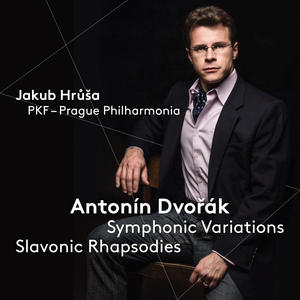 Jakub Hrůša
PKF – Prague Philharmonia
Antonín Dvořák
Symphonic Variations
Slavonic Rhapsodies